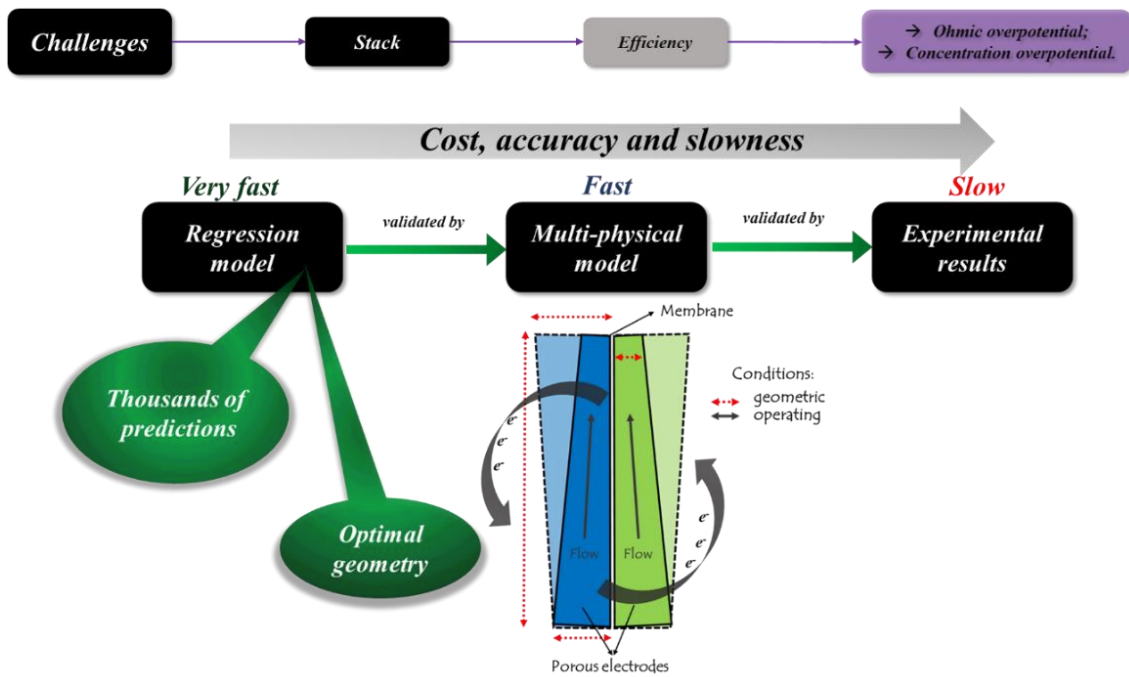 Challenges
Stack
Efficiency
→ Ohmic overpotential;
→ Concentration overpotential.
Cost, accuracy and slowness
Very fast
Fast
Slow
Regression
model
validated by
Multi-physical
model
validated by
Experimental
results
Thousands of
predictions
Optimal
geometry
Membrane
Conditions:
geometric
operating
e-
e-
e-
e-
e-
e-
Flow
Flow
Porous electrodes